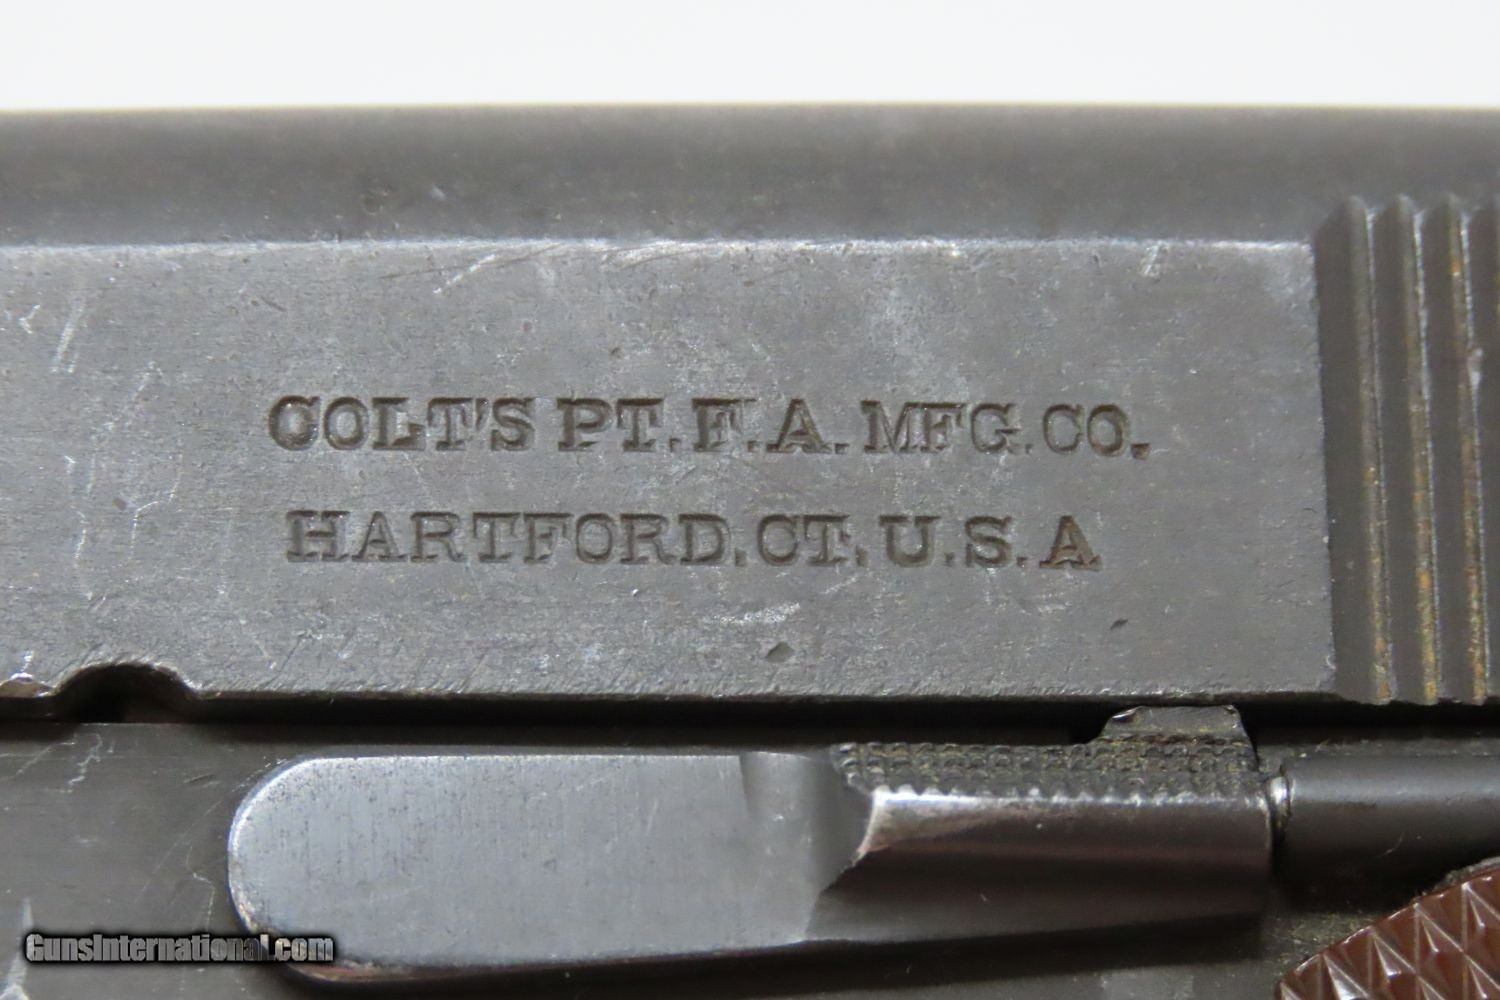 COLT'S PT. F. A. MFG. CO.
HARTFORD, CT. U.S. A
GunsInternational.com